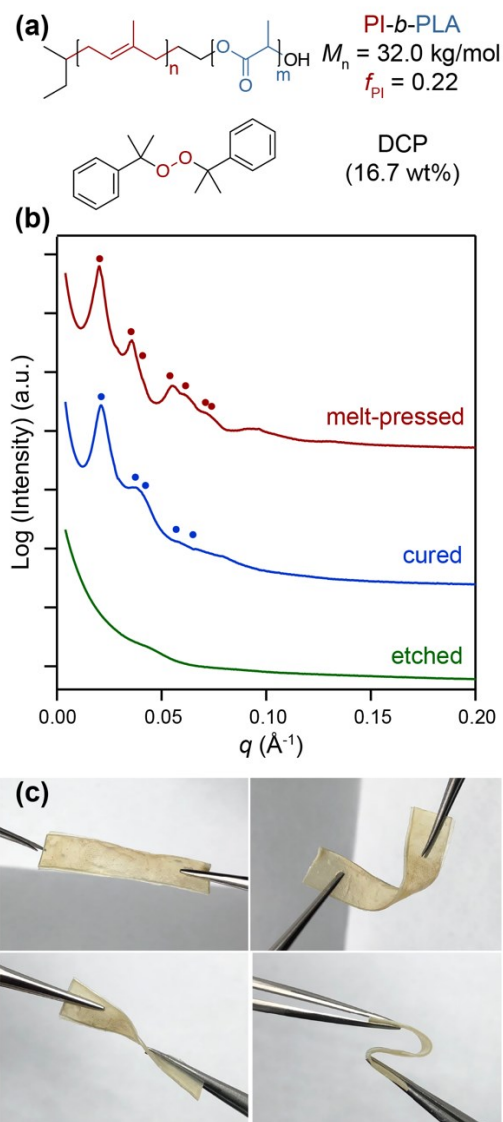 (a)
PI-b-PLA
Mn = 32.0 kg/mol
fPI = 0.22
n
O
O
m
OH
O
O
DCP
(16.7 wt%)
(b)
Log (Intensity) (a.u.)
melt-pressed
cured
etched
0.00 0.05 0.10 0.15 0.20
q (Å-1)
(c)